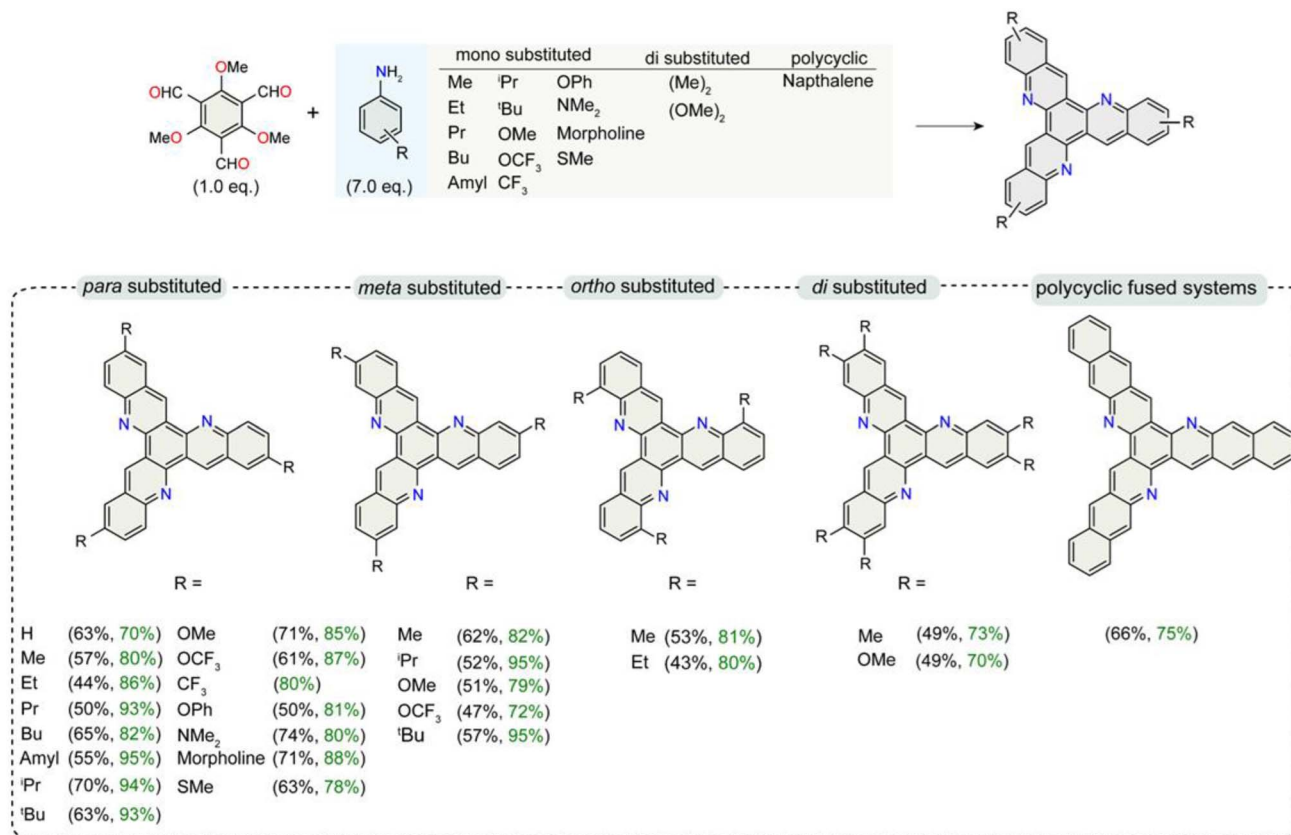 mono substituted di substituted polycyclic
Me ⁱPr OPh (Me)₂ Napthalene
Et ᵗBu NMe₂ (OMe)₂
Pr OMe Morpholine
Bu OCF₃ SMe
Amyl CF₃
OHC OMe CHO
MeO OMe
CHO
(1.0 eq.)
+
NH₂
R
(7.0 eq.)
R
N N
R
N
R
para substituted meta substituted ortho substituted di substituted polycyclic fused systems
R
N N
R
N
R
R =
R
N N R
N
R
R =
R R
N N
N
R
R =
R
R
N N R
R
N
R
R
R =
N N
N
H (63%, 70%) OMe (71%, 85%)
Me (57%, 80%) OCF₃ (61%, 87%)
Et (44%, 86%) CF₃ (80%)
Pr (50%, 93%) OPh (50%, 81%)
Bu (65%, 82%) NMe₂ (74%, 80%)
Amyl (55%, 95%) Morpholine (71%, 88%)
ⁱPr (70%, 94%) SMe (63%, 78%)
ᵗBu (63%, 93%)
Me (62%, 82%)
ⁱPr (52%, 95%)
OMe (51%, 79%)
OCF₃ (47%, 72%)
ᵗBu (57%, 95%)
Me (53%, 81%)
Et (43%, 80%)
Me (49%, 73%)
OMe (49%, 70%)
(66%, 75%)